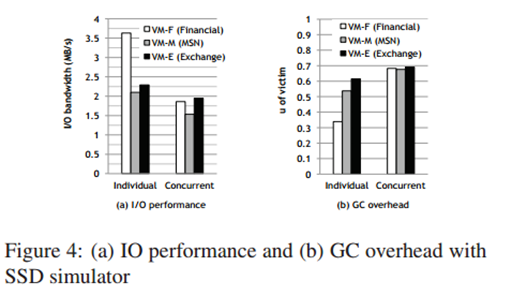 4
3.5
3
2.5
2
1.5
1
0.5
0
I/O bandwidth (MB/s)
VM-F (Financial)
VM-M (MSN)
VM-E (Exchange)
Individual Concurrent
(a) I/O performance
1
0.9
0.8
0.7
0.6
0.5
0.4
0.3
0.2
0.1
0
u of victim
VM-F (Financial)
VM-M (MSN)
VM-E (Exchange)
Individual Concurrent
(b) GC overhead
Figure 4: (a) IO performance and (b) GC overhead with
SSD simulator